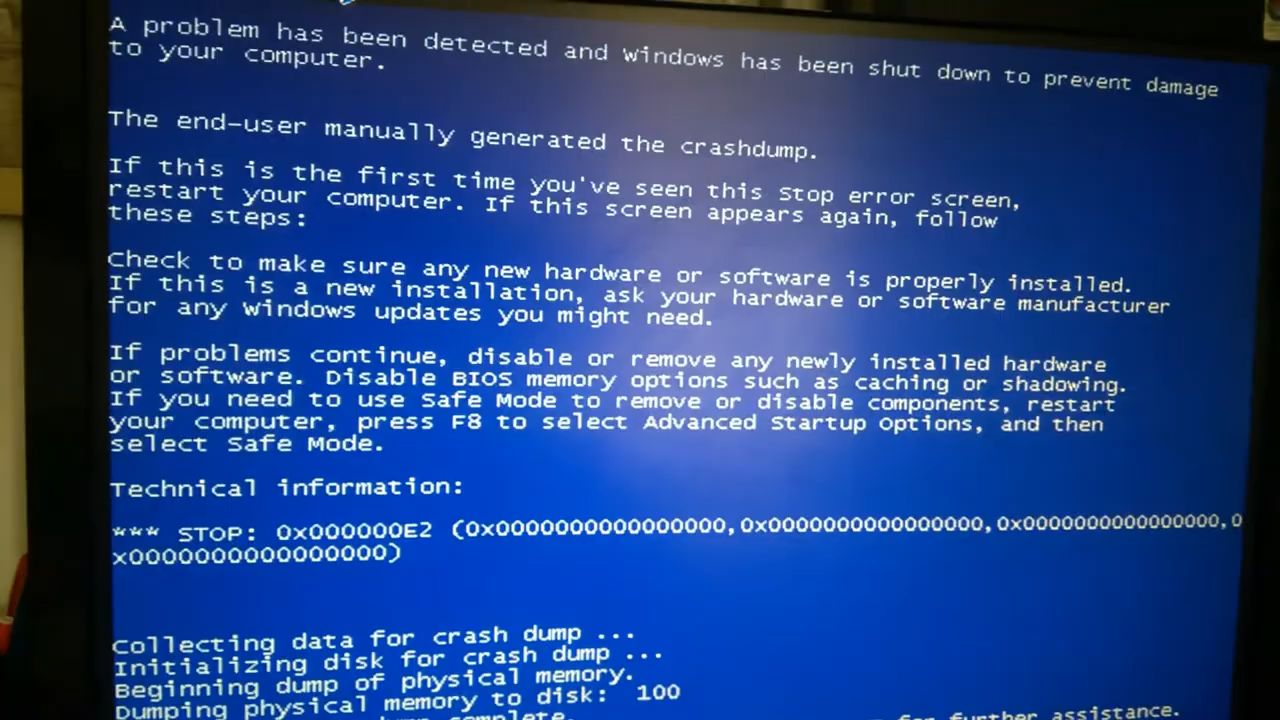 A problem has been detected and windows has been shut down to prevent damage
to your computer.
The end-user manually generated the crashdump.
If this is the first time you've seen this Stop error screen,
restart your computer. If this screen appears again, follow
these steps:
Check to make sure any new hardware or software is properly installed.
If this is a new installation, ask your hardware or software manufacturer
for any windows updates you might need.
If problems continue, disable or remove any newly installed hardware
or software. Disable BIOS memory options such as caching or shadowing.
If you need to use Safe Mode to remove or disable components, restart
your computer, press F8 to select Advanced Startup Options, and then
select Safe Mode.
Technical information:
*** STOP: 0x000000E2 (0x0000000000000000,0x0000000000000000,0x0000000000000000,0
x0000000000000000)
Collecting data for crash dump ...
Initializing disk for crash dump ...
Beginning dump of physical memory.
Dumping physical memory to disk: 100
dump complete.
for further assistance.